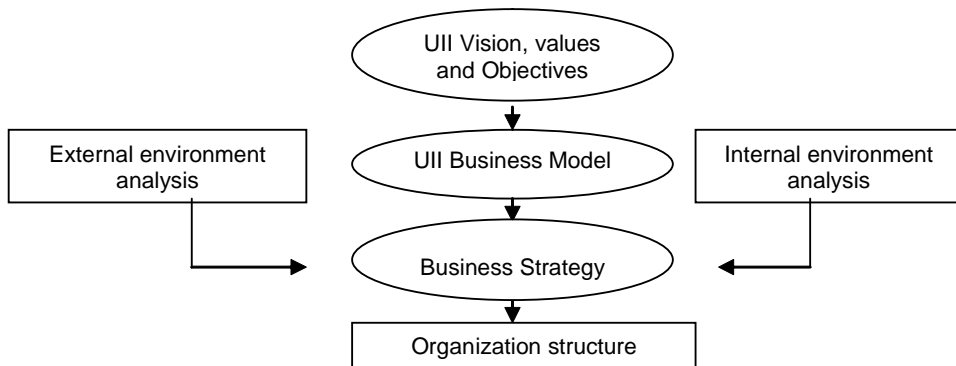 UII Vision, values
and Objectives
External environment
analysis
UII Business Model
Internal environment
analysis
Business Strategy
Organization structure